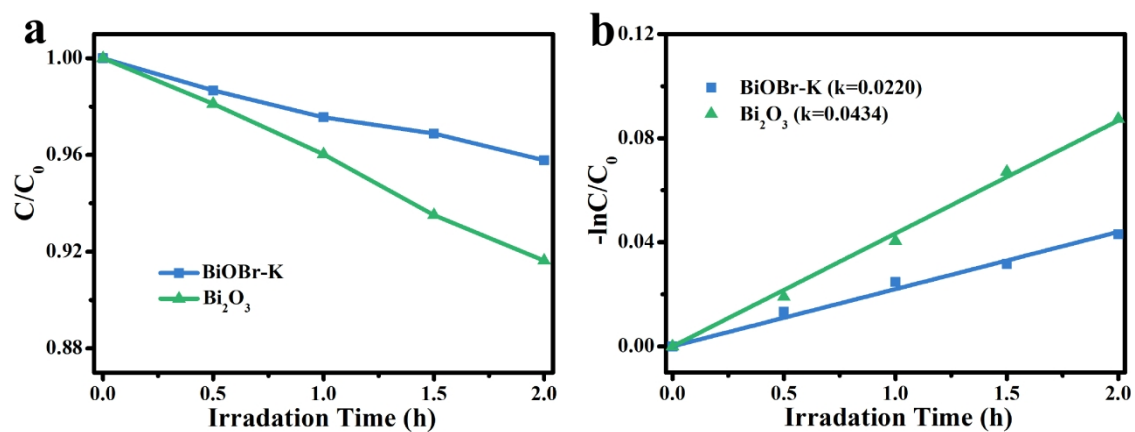 a
1.00
0.96
0.92
0.88
C/C₀
BiOBr-K
Bi₂O₃
0.0 0.5 1.0 1.5 2.0
Irradation Time (h)
b
0.12
0.08
0.04
0.00
-lnC/C₀
BiOBr-K (k=0.0220)
Bi₂O₃ (k=0.0434)
0.0 0.5 1.0 1.5 2.0
Irradation Time (h)